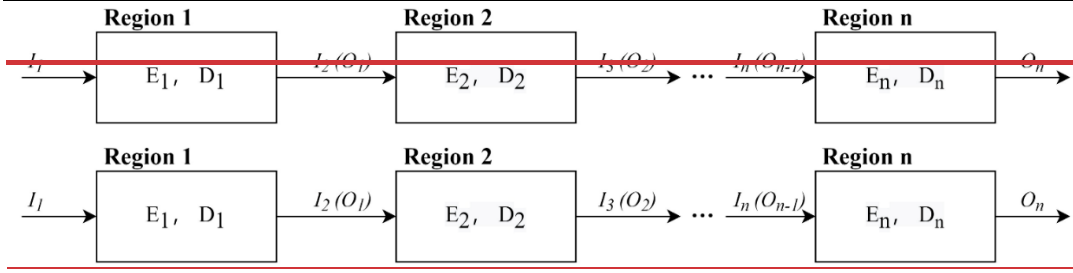 Region 1 Region 2 Region n
I₁ E₁, D₁ I₂(O₁) E₂, D₂ I₃(O₂) ... Iₙ(Oₙ₋₁) Eₙ, Dₙ Oₙ
Region 1 Region 2 Region n
I₁ E₁, D₁ I₂(O₁) E₂, D₂ I₃(O₂) ... Iₙ(Oₙ₋₁) Eₙ, Dₙ Oₙ